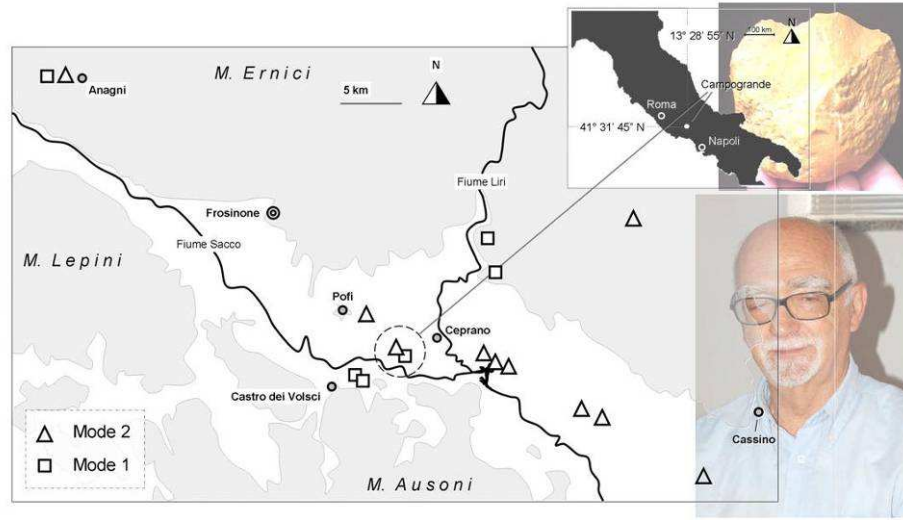 M. Ernici
Anagni
N
5 km
13° 28' 55" N
100 km
N
Campogrande
Roma
41° 31' 45" N
Napoli
Fiume Liri
Frosinone
Fiume Sacco
M. Lepini
Pofi
Ceprano
Castro dei Volsci
Cassino
Mode 2
Mode 1
M. Ausoni